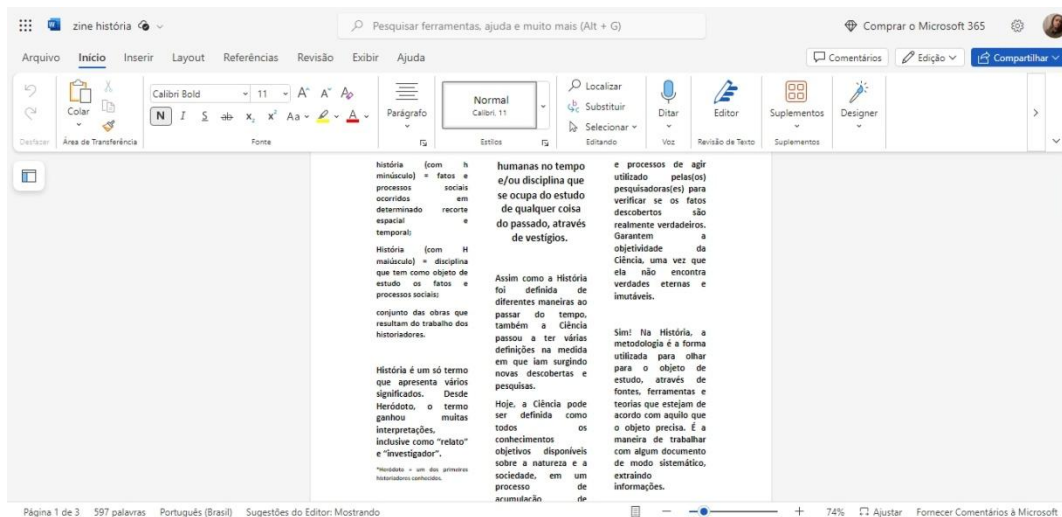 zine história
Pesquisar ferramentas, ajuda e muito mais (Alt + G)
Comprar o Microsoft 365
Arquivo Início Inserir Layout Referências Revisão Exibir Ajuda
Comentários Edição Compartilhar
Colar
Calibri Bold 11 A A A
N I S ab x₂ x² Aa A
Parágrafo
Normal
Calibri, 11
Localizar
Substituir
Selecionar
Ditar
Editor
Suplementos
Designer
Desfazer Área de Transferência Fonte Estilos Editando Voz Revisão de Texto Suplementos
história (com h
minúsculo) = fatos e
processos sociais
ocorridos em
determinado recorte
espacial e
temporal;
História (com H
maiúsculo) = disciplina
que tem como objeto de
estudo os fatos e
processos sociais;
conjunto das obras que
resultam do trabalho dos
historiadores.
História é um só termo
que apresenta vários
significados. Desde
Heródoto, o termo
ganhou muitas
interpretações,
inclusive como “relato”
e “investigador”.
*Heródoto = um dos primeiros
historiadores conhecidos.
humanas no tempo
e/ou disciplina que
se ocupa do estudo
de qualquer coisa
do passado, através
de vestígios.
Assim como a História
foi definida de
diferentes maneiras ao
passar do tempo,
também a Ciência
passou a ter várias
definições na medida
em que iam surgindo
novas descobertas e
pesquisas.
Hoje, a Ciência pode
ser definida como
todos os
conhecimentos
objetivos disponíveis
sobre a natureza e a
sociedade, em um
processo de
acumulação de
e processos de agir
utilizado pelas(os)
pesquisadoras(es) para
verificar se os fatos
descobertos são
realmente verdadeiros.
Garantem a
objetividade da
Ciência, uma vez que
ela não encontra
verdades eternas e
imutáveis.
Sim! Na História, a
metodologia é a forma
utilizada para olhar
para o objeto de
estudo, através de
fontes, ferramentas e
teorias que estejam de
acordo com aquilo que
o objeto precisa. É a
maneira de trabalhar
com algum documento
de modo sistemático,
extraindo
informações.
Página 1 de 3 597 palavras Português (Brasil) Sugestões do Editor: Mostrando
74% Ajustar Fornecer Comentários à Microsoft